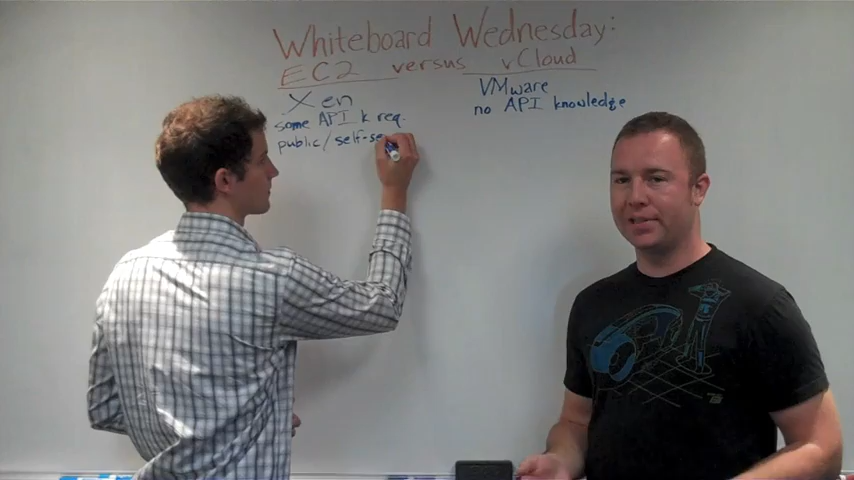 Whiteboard Wednesday:
EC2 versus vCloud
Xen
some API k req.
public/self-se
VMware
no API knowledge